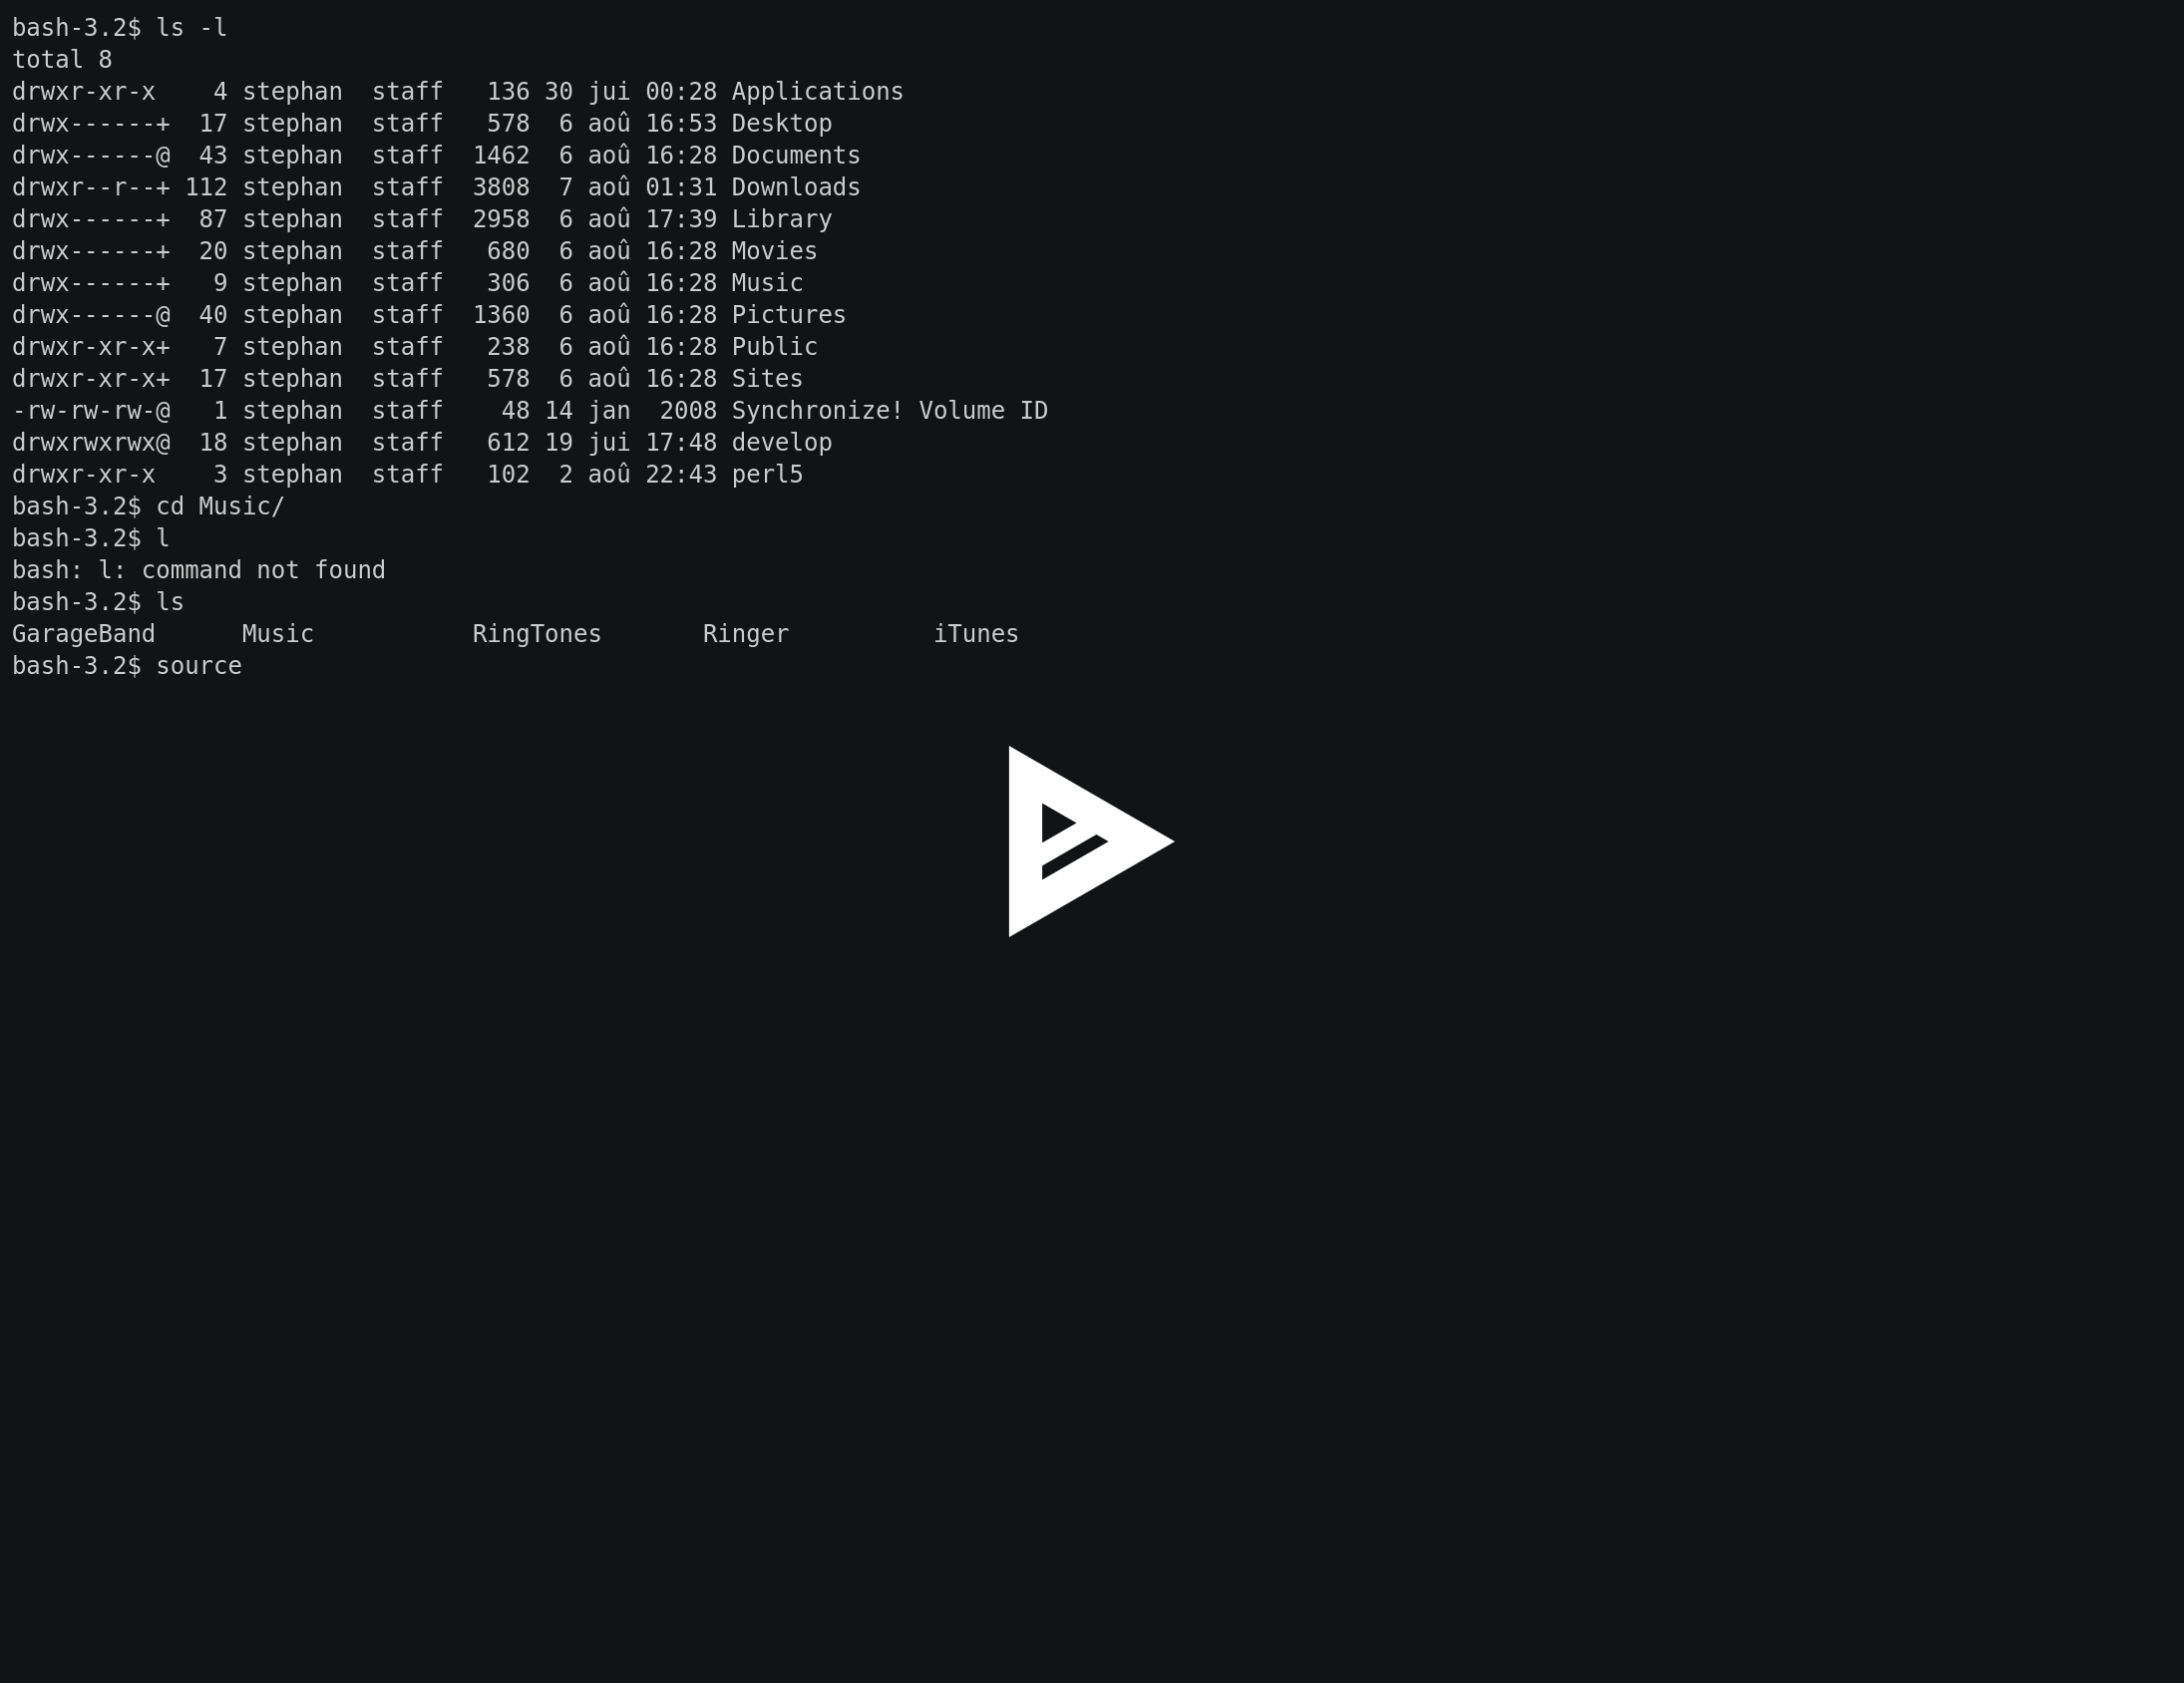 bash-3.2$ ls -l
total 8
drwxr-xr-x    4 stephan  staff   136 30 jui 00:28 Applications
drwx------+  17 stephan  staff   578  6 aoû 16:53 Desktop
drwx------@  43 stephan  staff  1462  6 aoû 16:28 Documents
drwxr--r--+ 112 stephan  staff  3808  7 aoû 01:31 Downloads
drwx------+  87 stephan  staff  2958  6 aoû 17:39 Library
drwx------+  20 stephan  staff   680  6 aoû 16:28 Movies
drwx------+   9 stephan  staff   306  6 aoû 16:28 Music
drwx------@  40 stephan  staff  1360  6 aoû 16:28 Pictures
drwxr-xr-x+   7 stephan  staff   238  6 aoû 16:28 Public
drwxr-xr-x+  17 stephan  staff   578  6 aoû 16:28 Sites
-rw-rw-rw-@   1 stephan  staff    48 14 jan  2008 Synchronize! Volume ID
drwxrwxrwx@  18 stephan  staff   612 19 jui 17:48 develop
drwxr-xr-x    3 stephan  staff   102  2 aoû 22:43 perl5
bash-3.2$ cd Music/
bash-3.2$ l
bash: l: command not found
bash-3.2$ ls
GarageBand      Music           RingTones       Ringer          iTunes
bash-3.2$ source